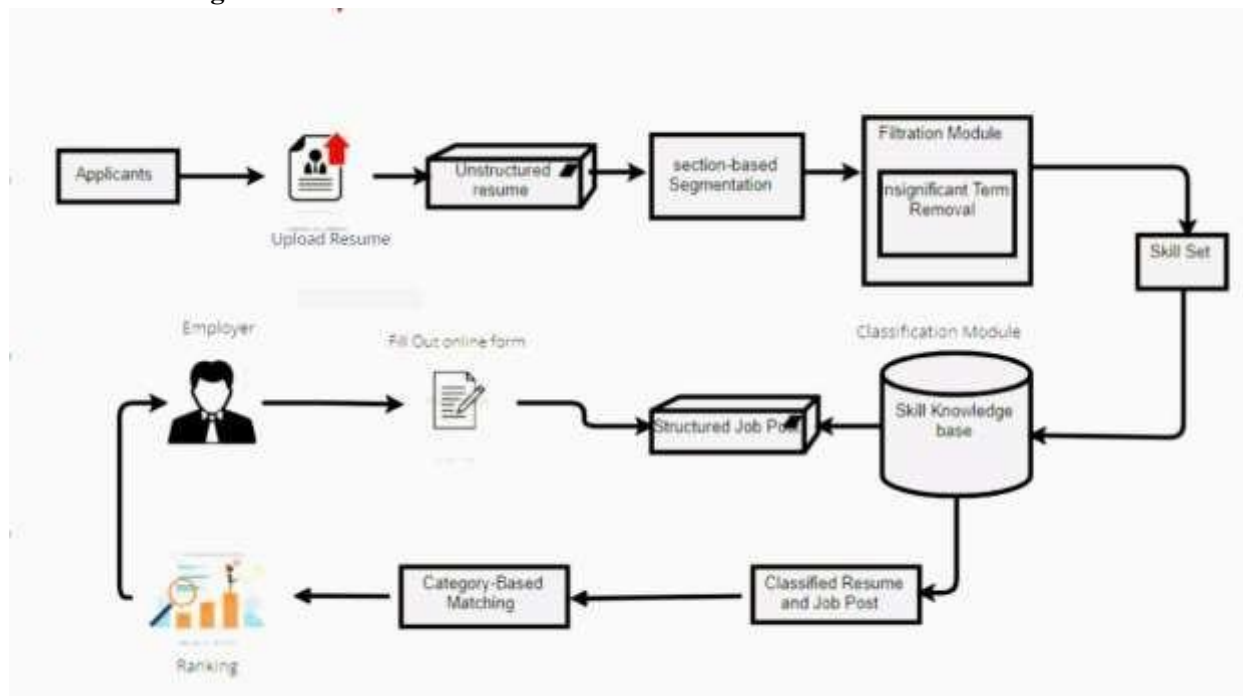 Applicants
Upload Resume
Unstructured
resume
section-based
Segmentation
Filtration Module
nsignificant Term
Removal
Skill Set
Employer
Fill Out online form
Classification Module
Skill Knowledge
base
Structured Job Post
Classified Resume
and Job Post
Category-Based
Matching
Ranking